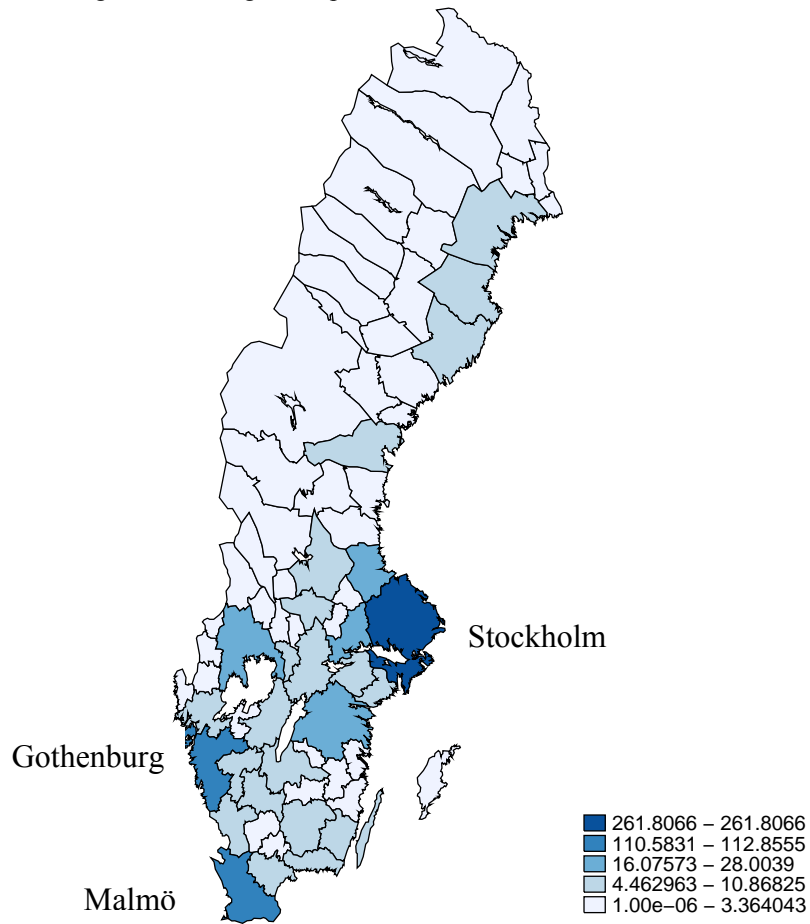 Stockholm
Gothenburg
Malmö
261.8066 – 261.8066
110.5831 – 112.8555
16.07573 – 28.0039
4.462963 – 10.86825
1.00e–06 – 3.364043